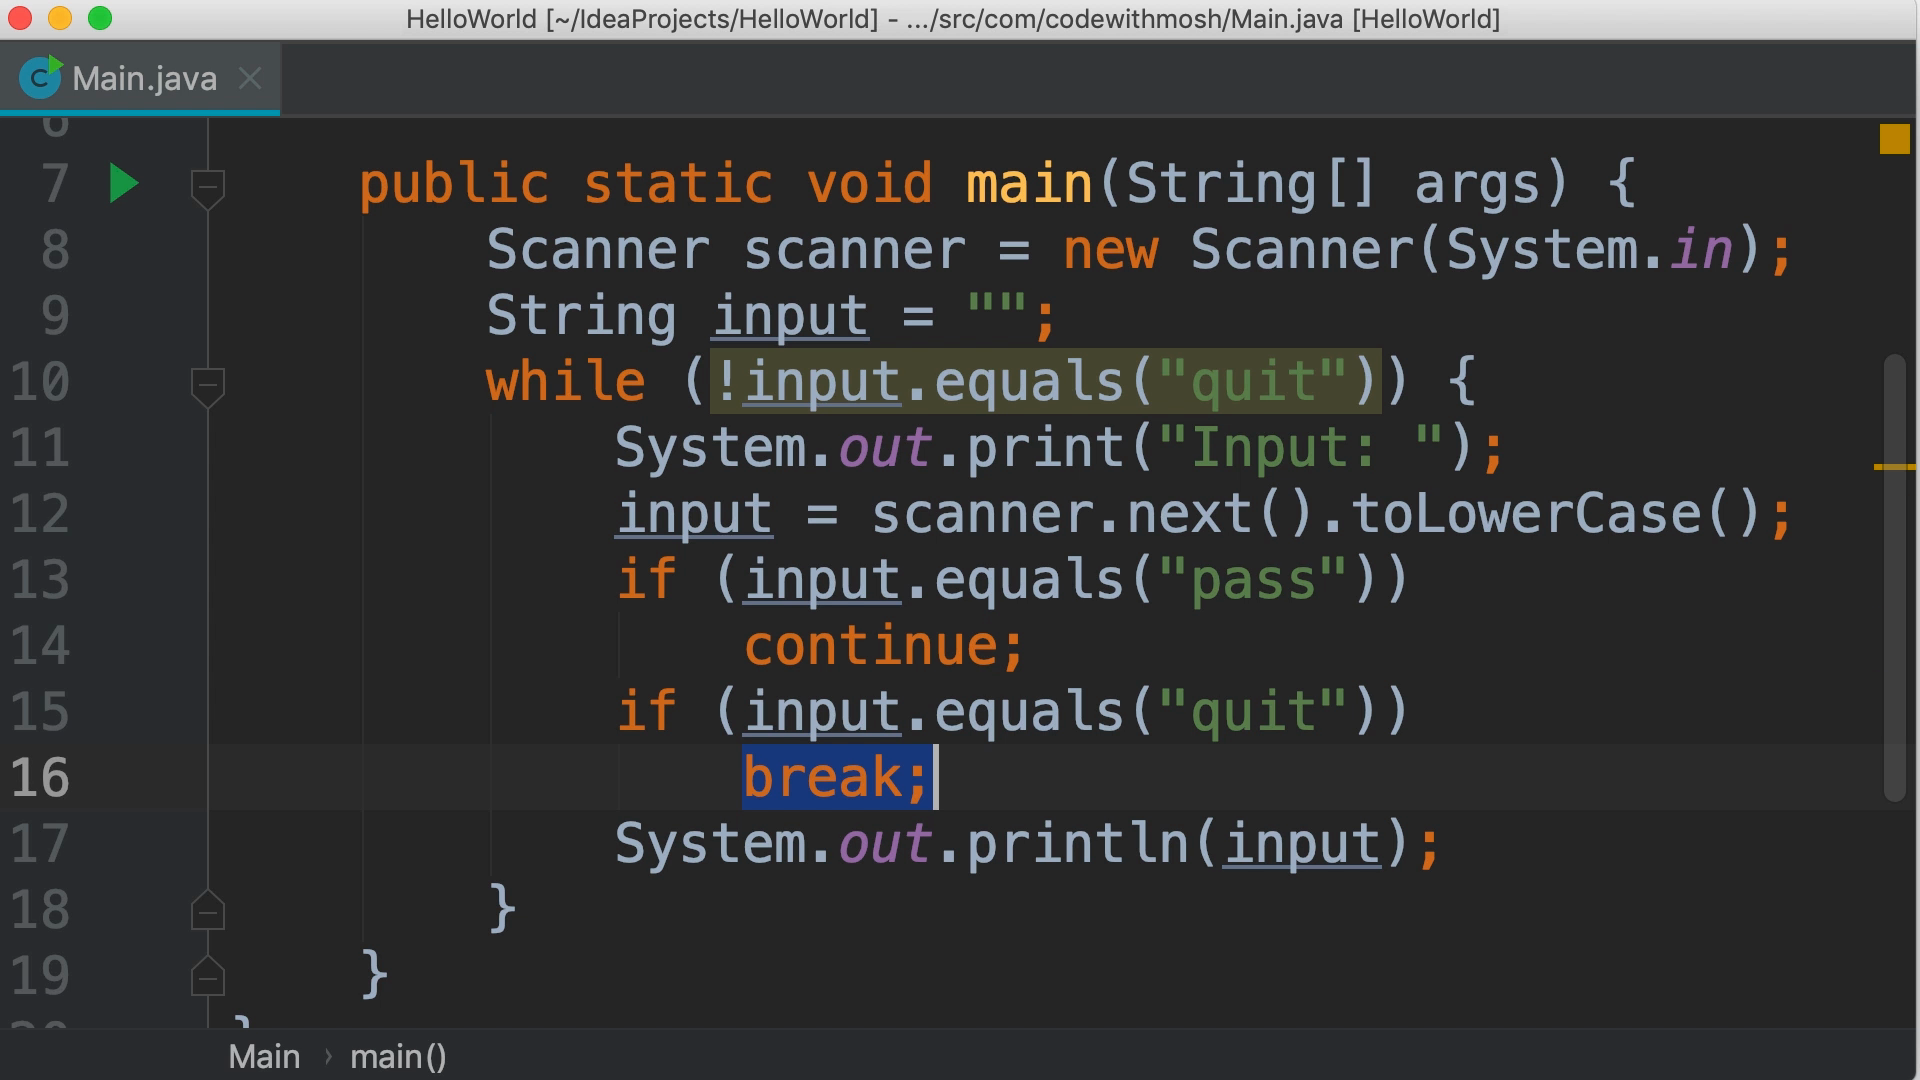 HelloWorld [~/IdeaProjects/HelloWorld] - .../src/com/codewithmosh/Main.java [HelloWorld]
Main.java
6
7 public static void main(String[] args) {
8 Scanner scanner = new Scanner(System.in);
9 String input = "";
10 while (!input.equals("quit")) {
11 System.out.print("Input: ");
12 input = scanner.next().toLowerCase();
13 if (input.equals("pass"))
14 continue;
15 if (input.equals("quit"))
16 break;
17 System.out.println(input);
18 }
19 }
20 }
Main › main()